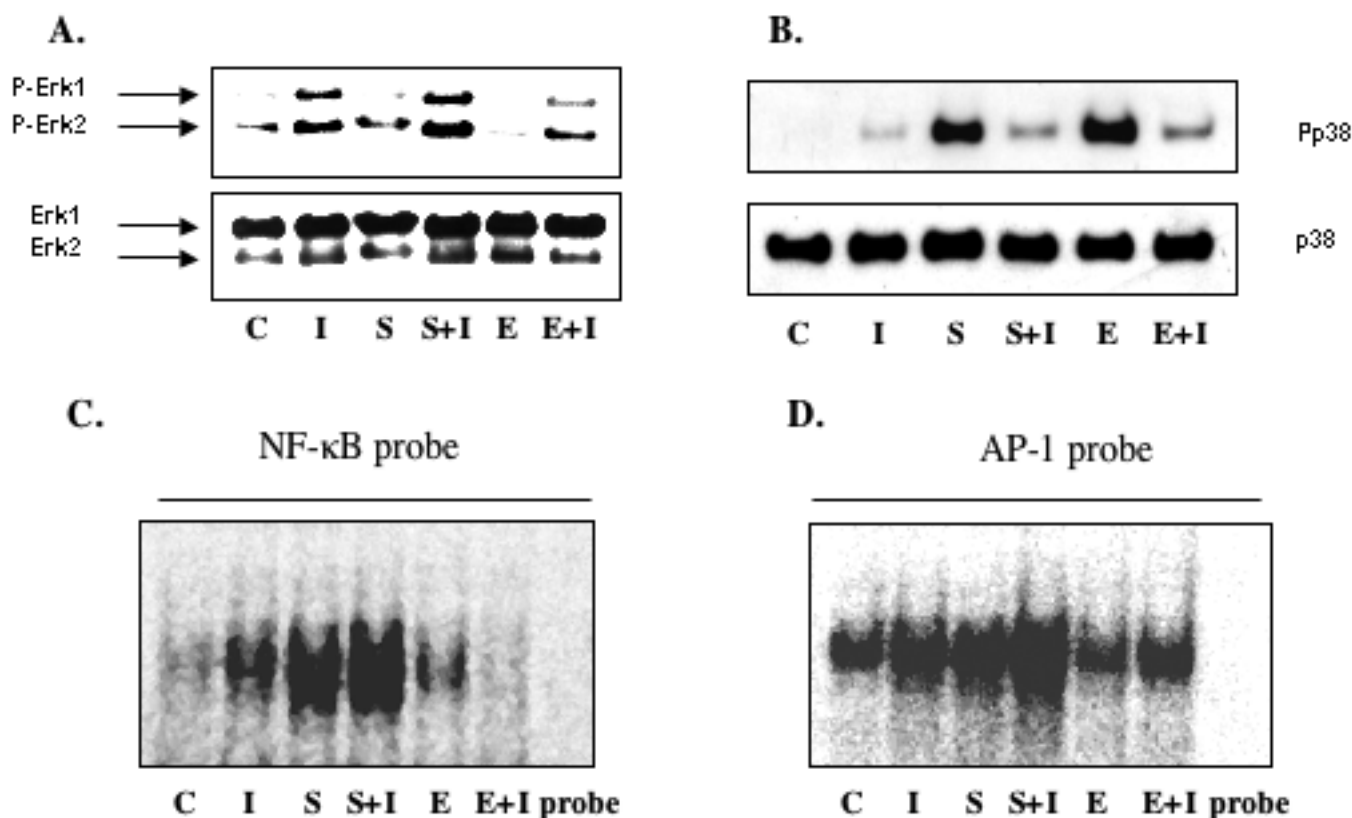 A.
P-Erk1
P-Erk2
Erk1
Erk2
C I S S+I E E+I
B.
Pp38
p38
C I S S+I E E+I
C.
NF-κB probe
C I S S+I E E+I probe
D.
AP-1 probe
C I S S+I E E+I probe